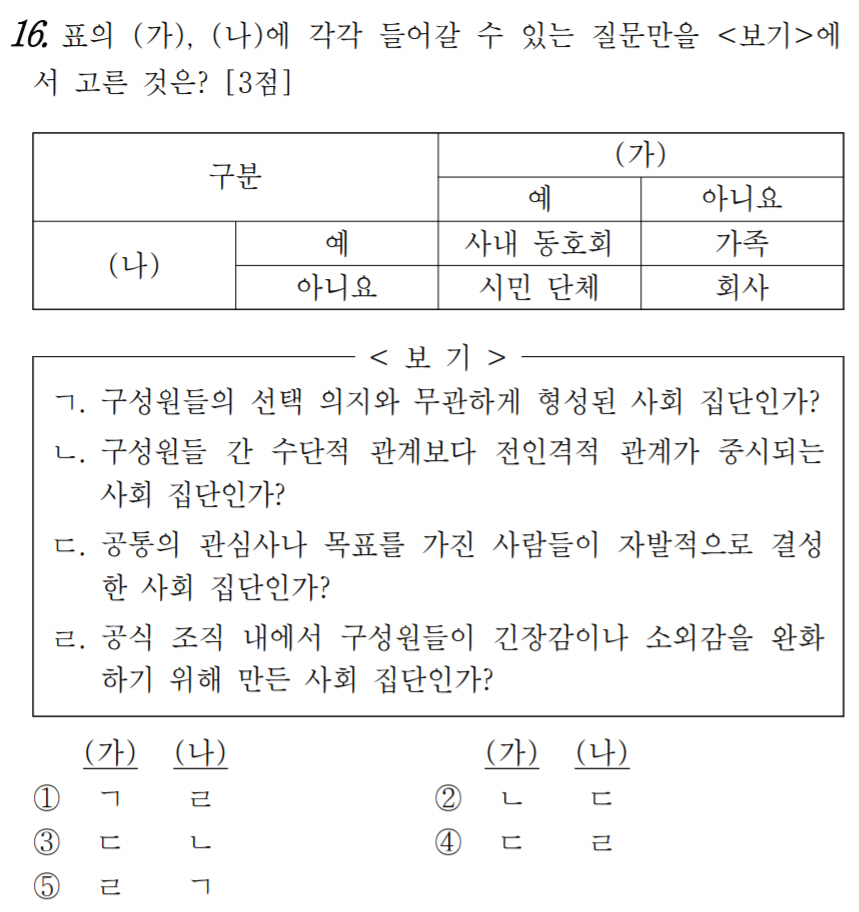 16. 표의 (가), (나)에 각각 들어갈 수 있는 질문만을 <보기>에
서 고른 것은? [3점]
구분 (가)
예 아니요
(나) 예 사내 동호회 가족
아니요 시민 단체 회사
< 보 기 >
ㄱ. 구성원들의 선택 의지와 무관하게 형성된 사회 집단인가?
ㄴ. 구성원들 간 수단적 관계보다 전인격적 관계가 중시되는
사회 집단인가?
ㄷ. 공통의 관심사나 목표를 가진 사람들이 자발적으로 결성
한 사회 집단인가?
ㄹ. 공식 조직 내에서 구성원들이 긴장감이나 소외감을 완화
하기 위해 만든 사회 집단인가?
(가) (나) (가) (나)
① ㄱ ㄹ ② ㄴ ㄷ
③ ㄷ ㄴ ④ ㄷ ㄹ
⑤ ㄹ ㄱ